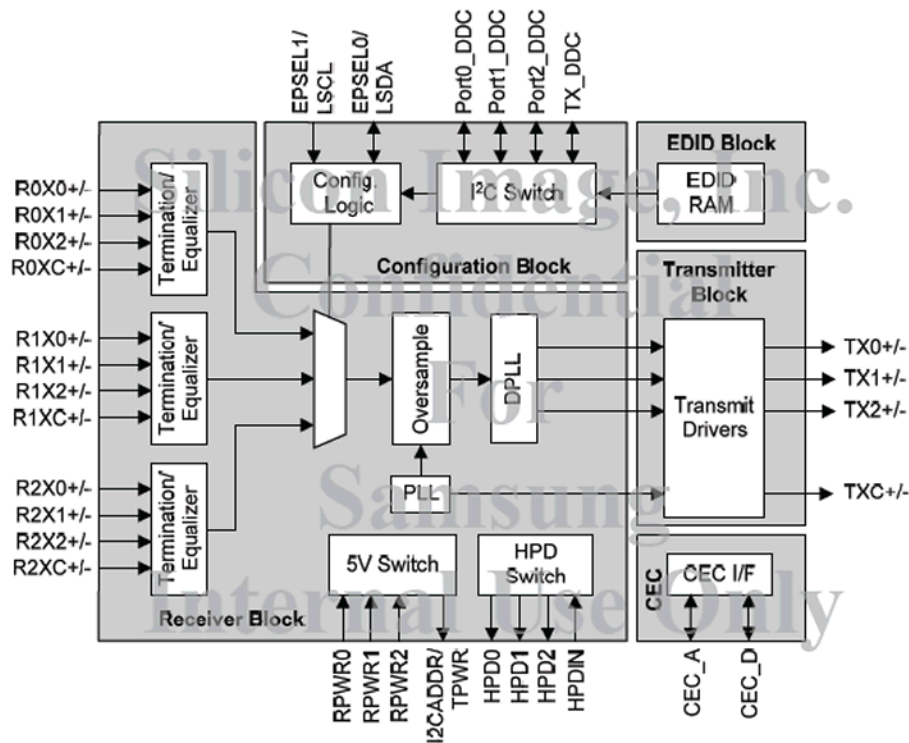 EPSEL1/
LSCL
EPSEL0/
LSDA
Port0_DDC
Port1_DDC
Port2_DDC
TX_DDC
Config.
Logic
I²C Switch
Configuration Block
EDID Block
EDID
RAM
R0X0+/-
R0X1+/-
R0X2+/-
R0XC+/-
Termination/
Equalizer
R1X0+/-
R1X1+/-
R1X2+/-
R1XC+/-
Termination/
Equalizer
R2X0+/-
R2X1+/-
R2X2+/-
R2XC+/-
Termination/
Equalizer
Oversample
DPLL
PLL
Transmitter
Block
Transmit
Drivers
TX0+/-
TX1+/-
TX2+/-
TXC+/-
5V Switch
HPD
Switch
Receiver Block
CEC
CEC I/F
RPWR0
RPWR1
RPWR2
I2CADDR/
TPWR
HPD0
HPD1
HPD2
HPDIN
CEC_A
CEC_D
Silicon Image, Inc.
Confidential
For
Samsung
Internal Use Only